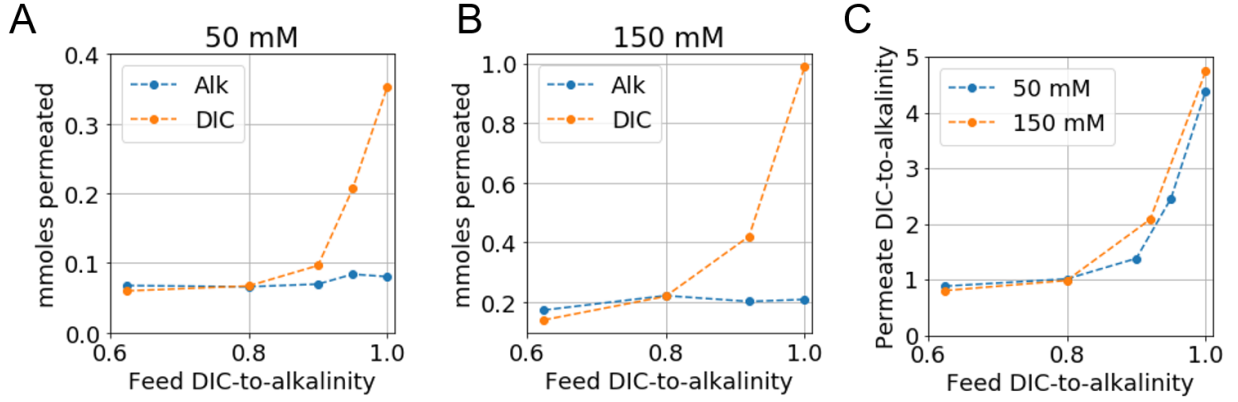 A
50 mM
mmoles permeated
0.4
0.3
0.2
0.1
0.0
Alk
DIC
0.6
0.8
1.0
Feed DIC-to-alkalinity
B
150 mM
mmoles permeated
1.0
0.8
0.6
0.4
0.2
Alk
DIC
0.6
0.8
1.0
Feed DIC-to-alkalinity
C
Permeate DIC-to-alkalinity
5
4
3
2
1
0
50 mM
150 mM
0.6
0.8
1.0
Feed DIC-to-alkalinity